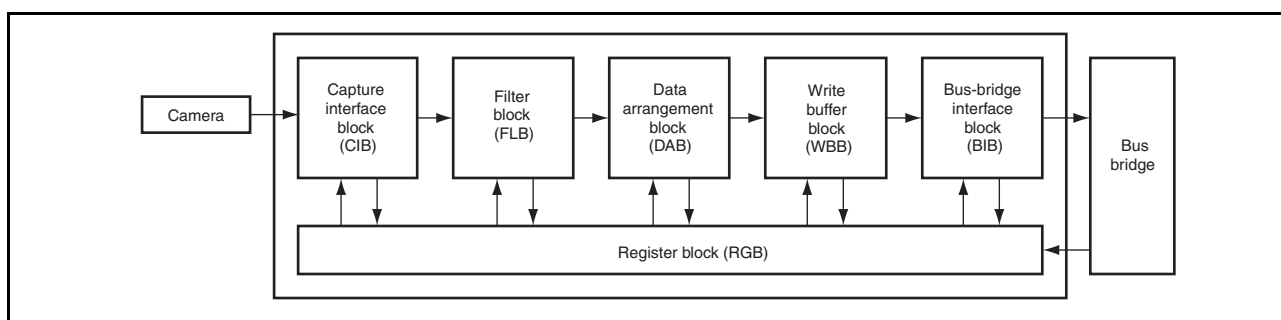 Camera
Capture
interface
block
(CIB)
Filter
block
(FLB)
Data
arrangement
block
(DAB)
Write
buffer
block
(WBB)
Bus-bridge
interface
block
(BIB)
Bus
bridge
Register block (RGB)